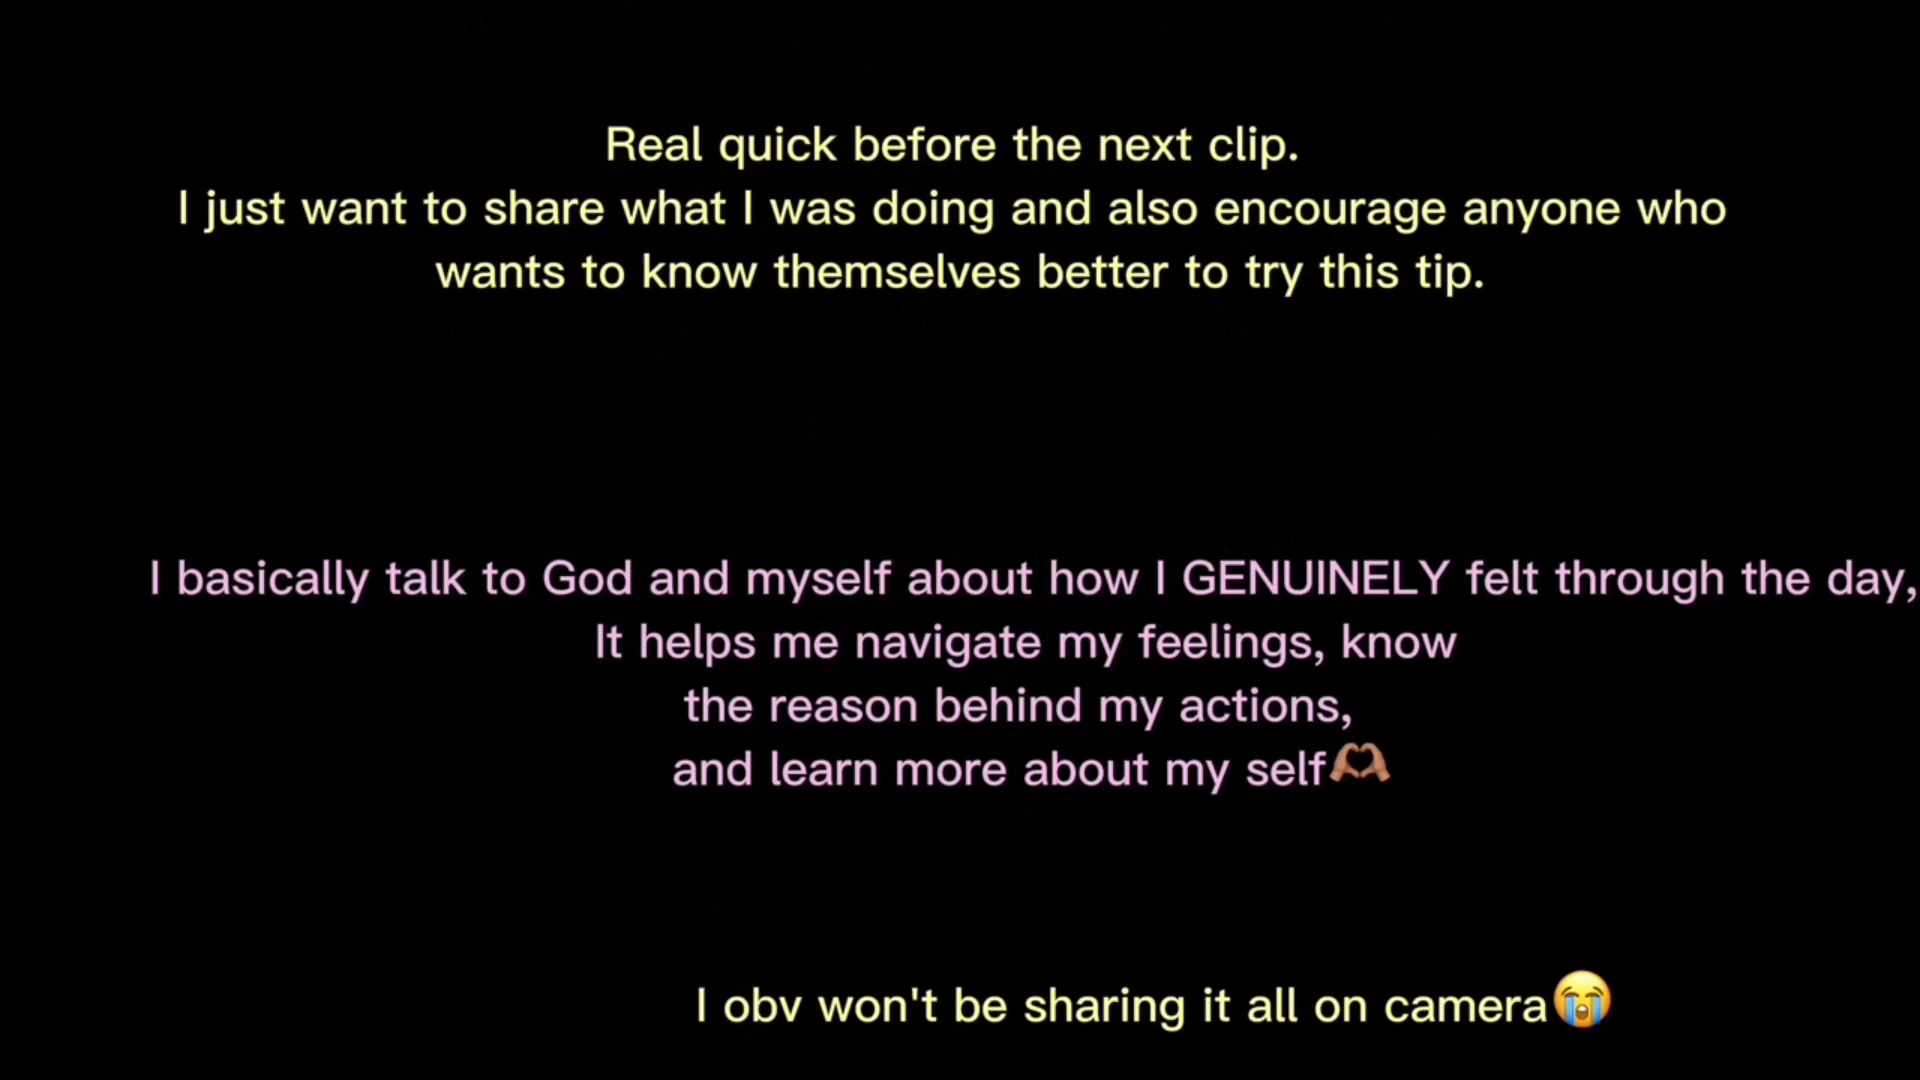 Real quick before the next clip.
I just want to share what I was doing and also encourage anyone who
wants to know themselves better to try this tip.
I basically talk to God and myself about how I GENUINELY felt through the day,
It helps me navigate my feelings, know
the reason behind my actions,
and learn more about my self🫶🏽
I obv won't be sharing it all on camera😭